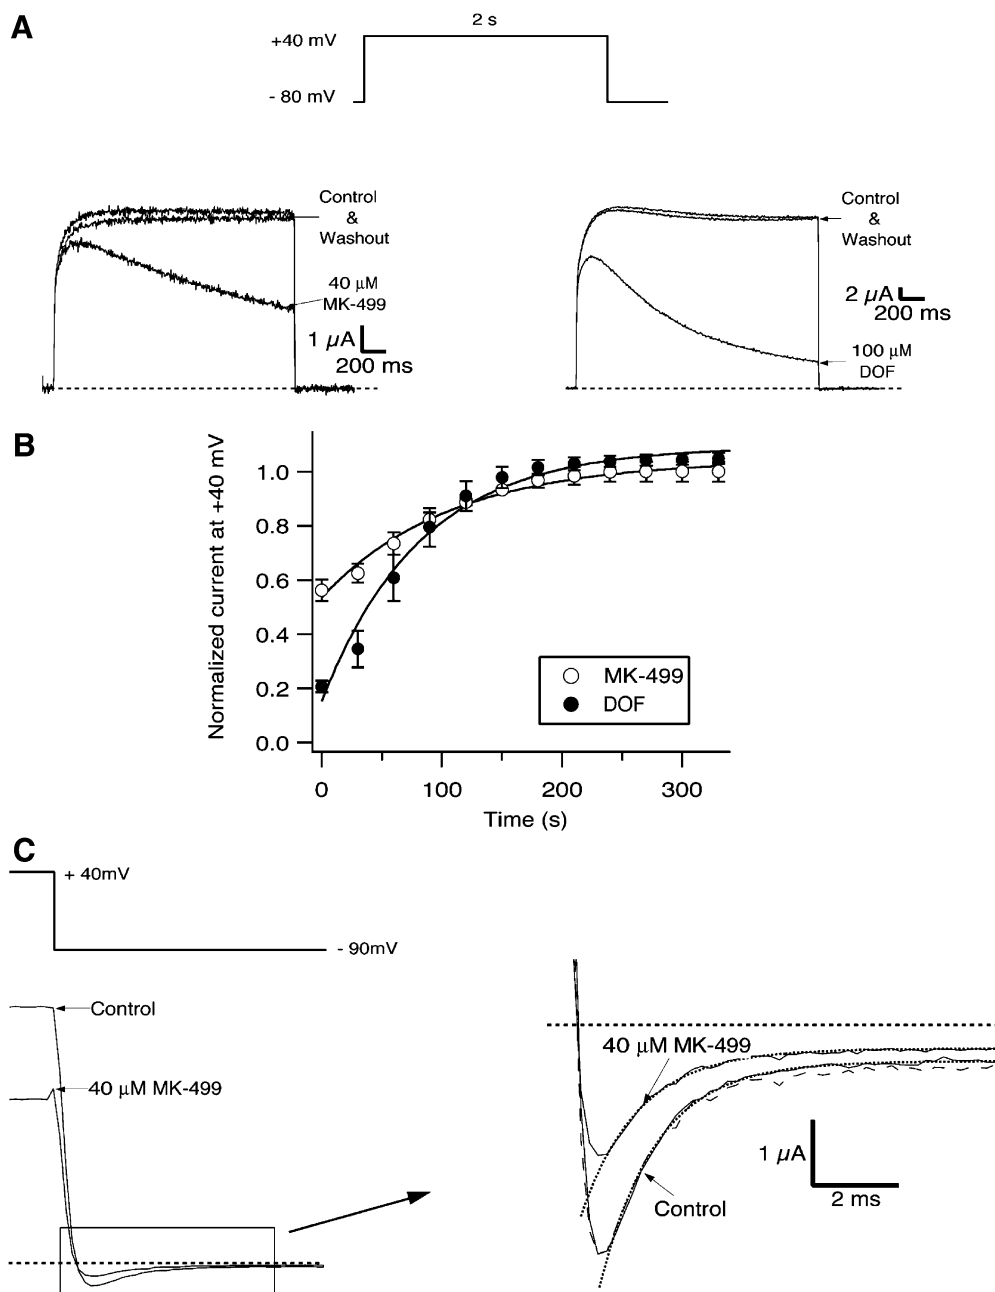 A
2 s
+40 mV
- 80 mV
Control
&
Washout
40 µM
MK-499
1 µA
200 ms
Control
&
Washout
2 µA
200 ms
100 µM
DOF
B
Normalized current at +40 mV
1.0
0.8
0.6
0.4
0.2
0.0
MK-499
DOF
0
100
200
300
Time (s)
C
+ 40mV
- 90mV
Control
40 µM MK-499
40 µM MK-499
1 µA
2 ms
Control